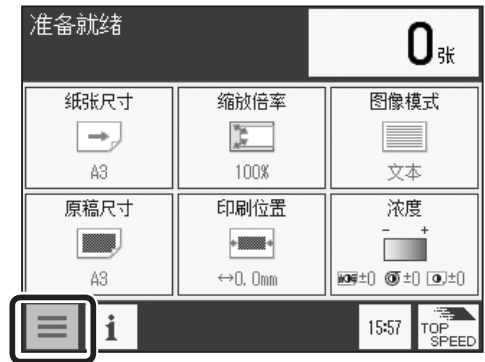 准备就绪
0张
纸张尺寸 缩放倍率 图像模式
A3 100% 文本
原稿尺寸 印刷位置 浓度
- +
A3 ↔0. 0mm ±0 ±0 ±0
i 15:57 TOP SPEED